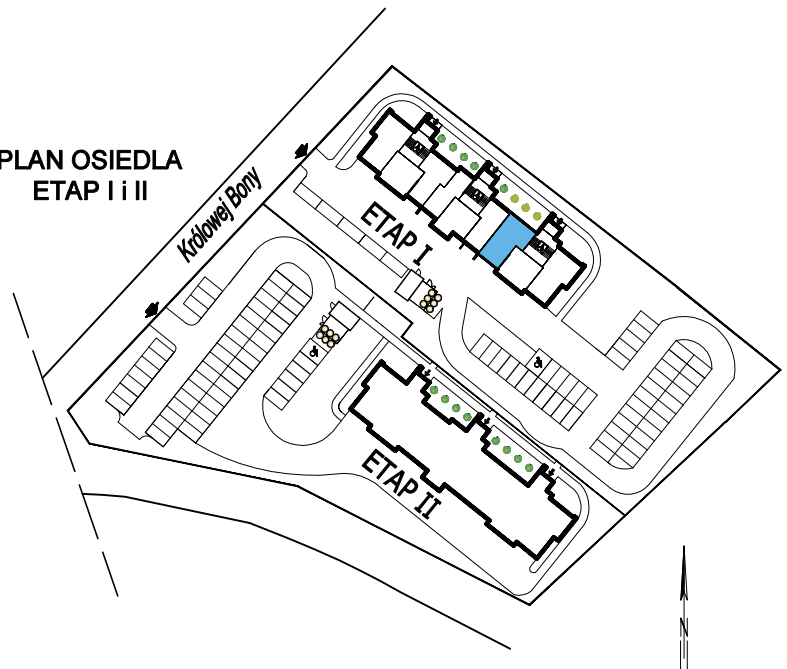 PLAN OSIEDLA
ETAP I i II
Królowej Bony
ETAP I
ETAP II
N